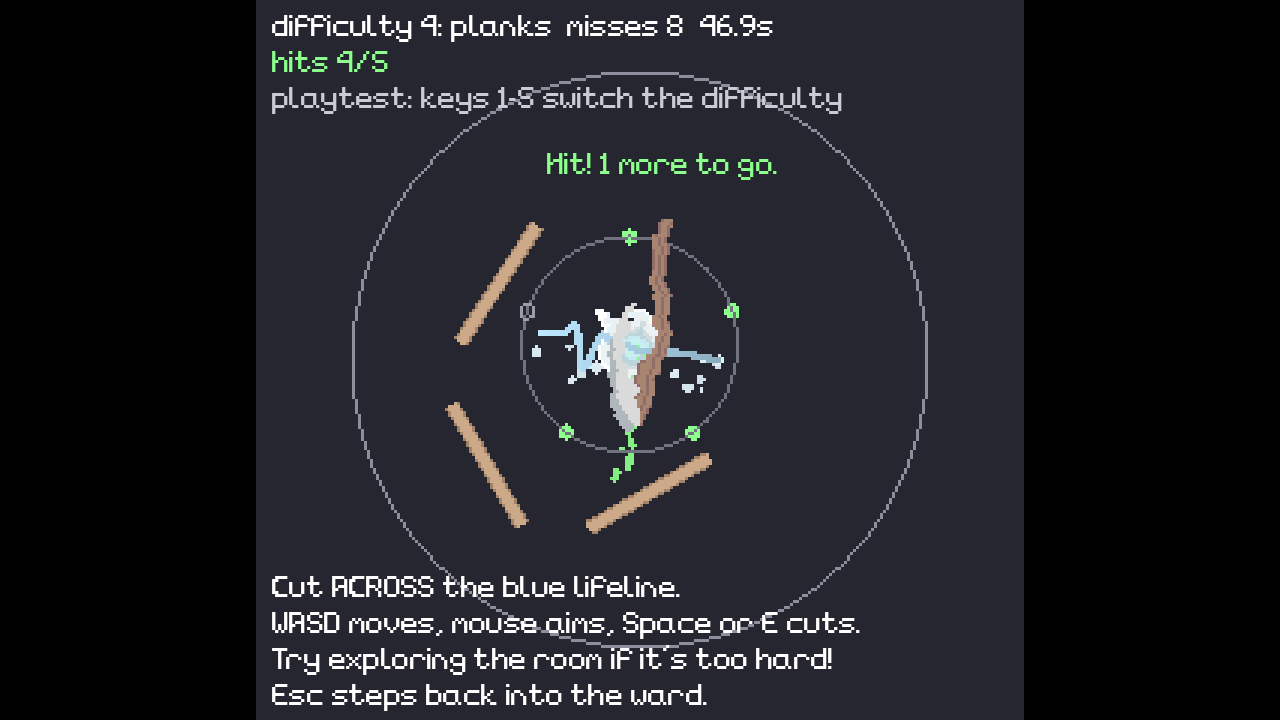 difficulty 4: planks misses 8 46.9s
hits 4/5
playtest: keys 1-8 switch the difficulty
Hit! 1 more to go.
Cut ACROSS the blue lifeline.
WASD moves, mouse aims, Space or E cuts.
Try exploring the room if it's too hard!
Esc steps back into the ward.